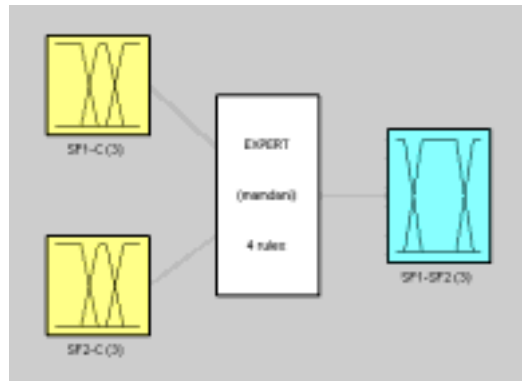 SF1-C (3)
EXPERT
(mamdani)
4 rules
SF1-SF2 (3)
SF2-C (3)